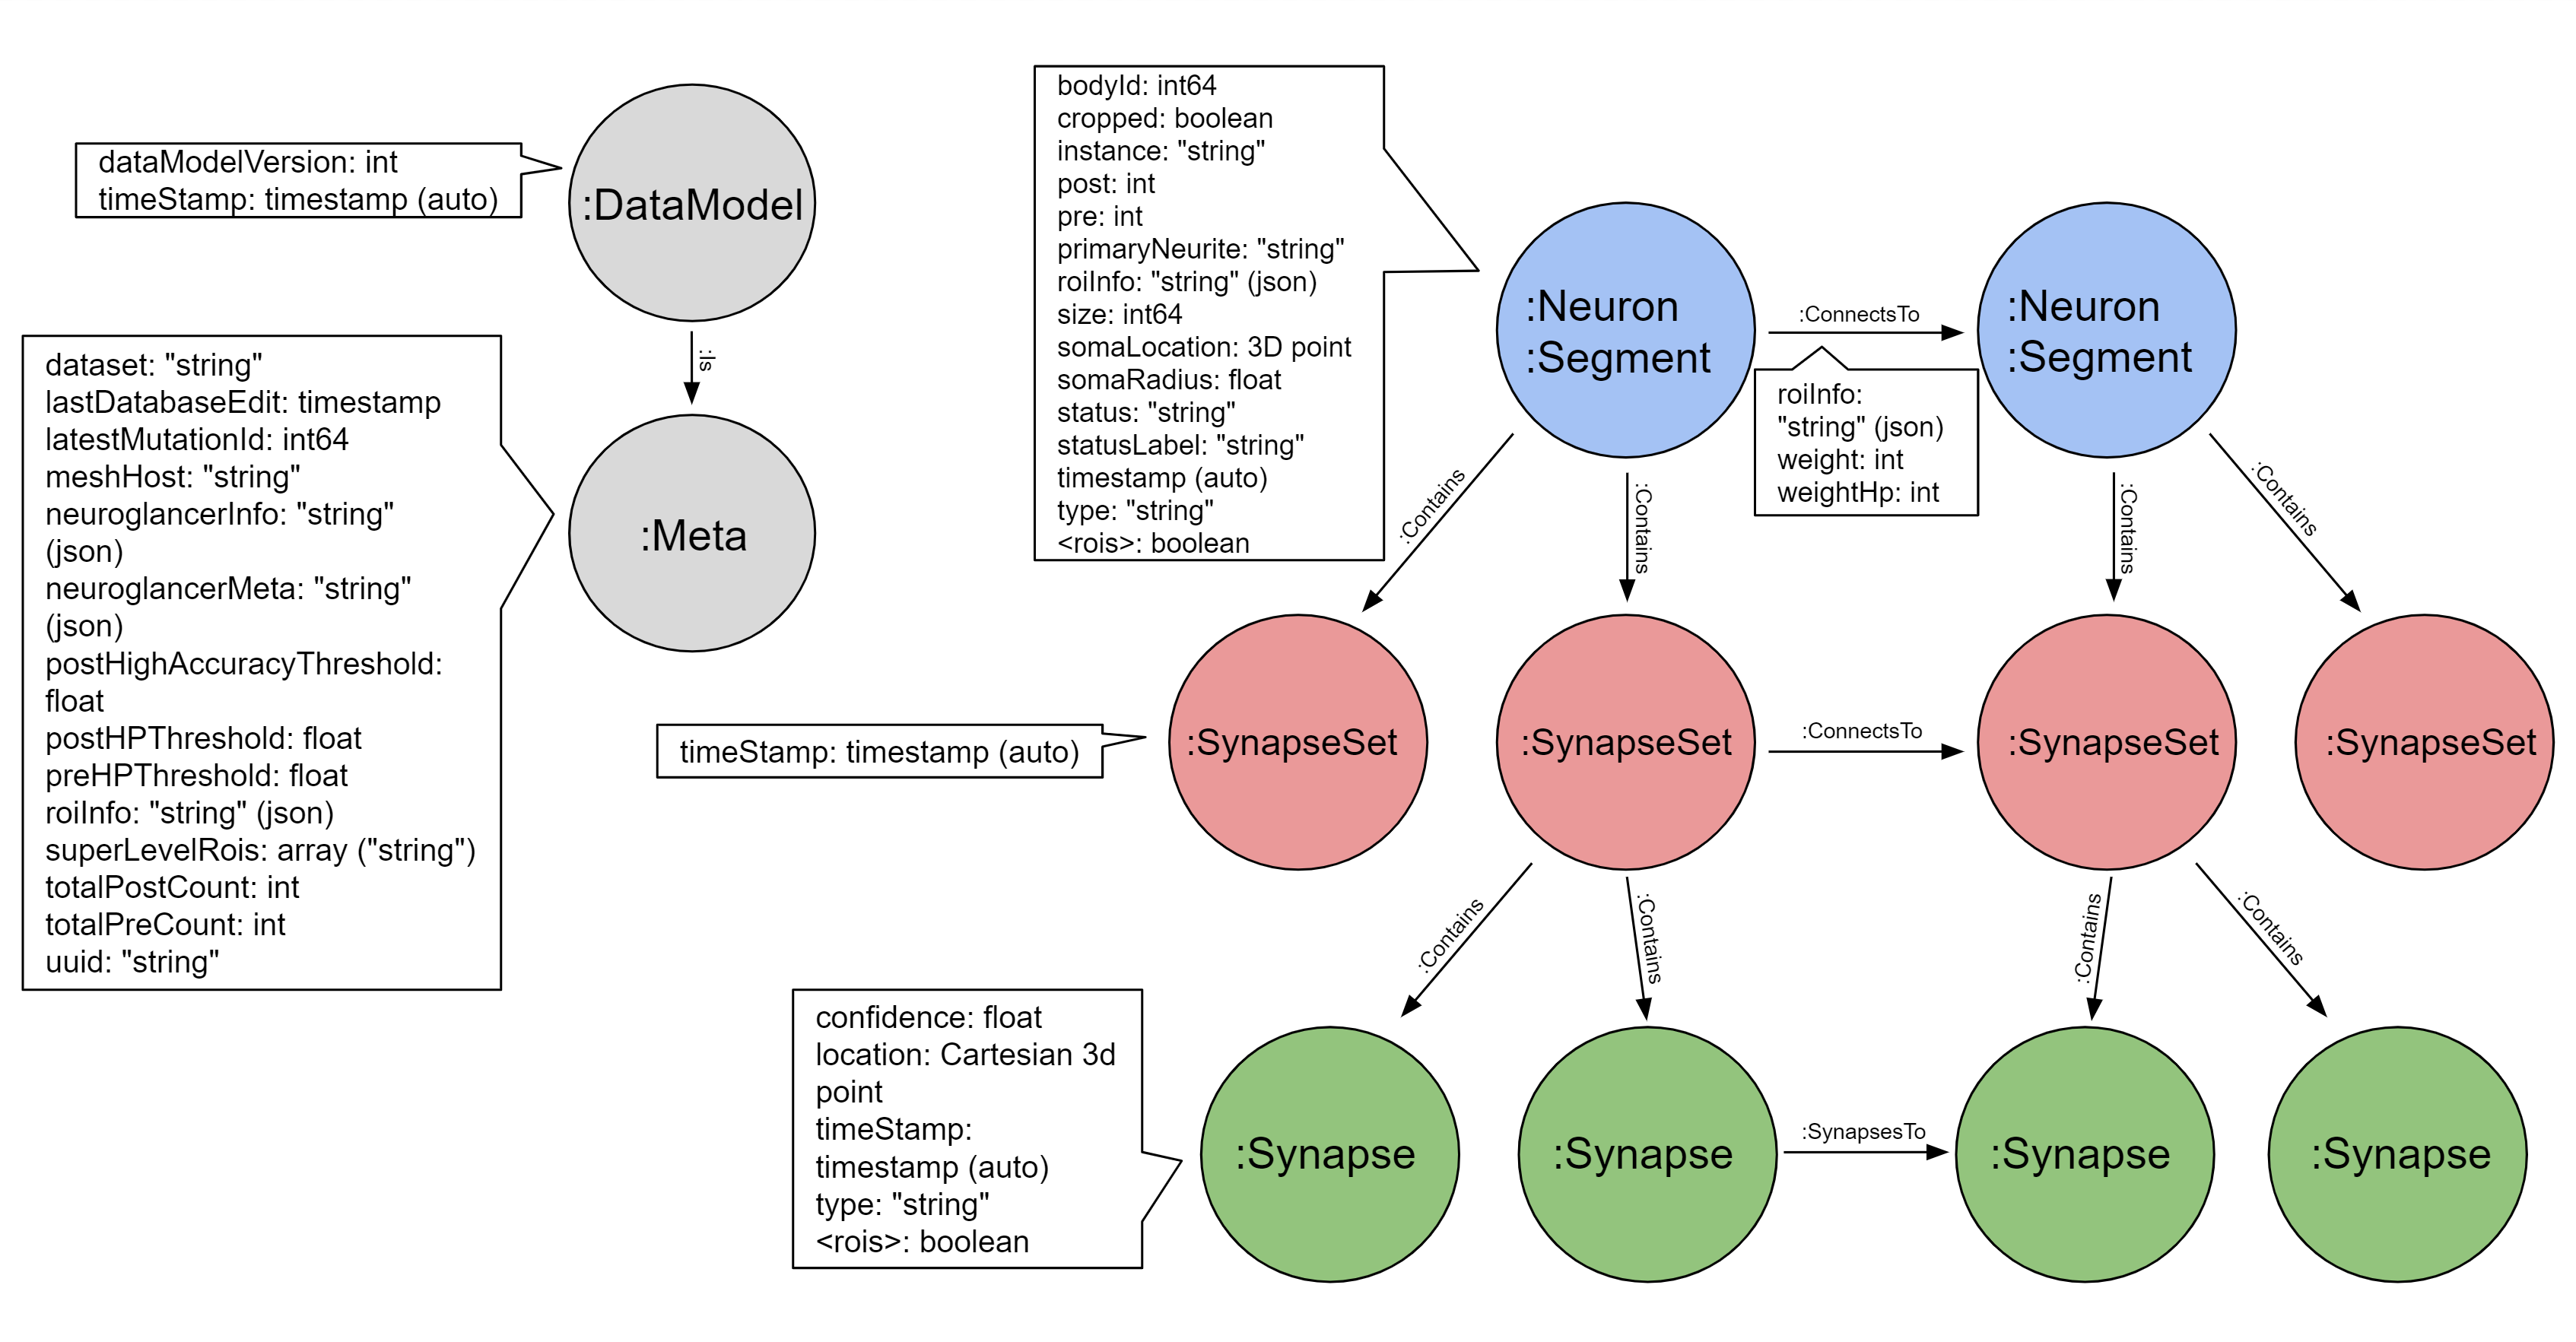 dataModelVersion: int
timeStamp: timestamp (auto)
:DataModel
:Is
:Meta
dataset: "string"
lastDatabaseEdit: timestamp
latestMutationId: int64
meshHost: "string"
neuroglancerInfo: "string"
(json)
neuroglancerMeta: "string"
(json)
postHighAccuracyThreshold:
float
postHPThreshold: float
preHPThreshold: float
roiInfo: "string" (json)
superLevelRois: array ("string")
totalPostCount: int
totalPreCount: int
uuid: "string"
bodyId: int64
cropped: boolean
instance: "string"
post: int
pre: int
primaryNeurite: "string"
roiInfo: "string" (json)
size: int64
somaLocation: 3D point
somaRadius: float
status: "string"
statusLabel: "string"
timestamp (auto)
type: "string"
<rois>: boolean
:Neuron
:Segment
:ConnectsTo
roiInfo:
"string" (json)
weight: int
weightHp: int
:Neuron
:Segment
:Contains
:Contains
:Contains
:Contains
timeStamp: timestamp (auto)
:SynapseSet
:SynapseSet
:ConnectsTo
:SynapseSet
:SynapseSet
:Contains
:Contains
:Contains
:Contains
confidence: float
location: Cartesian 3d
point
timeStamp:
timestamp (auto)
type: "string"
<rois>: boolean
:Synapse
:Synapse
:SynapsesTo
:Synapse
:Synapse